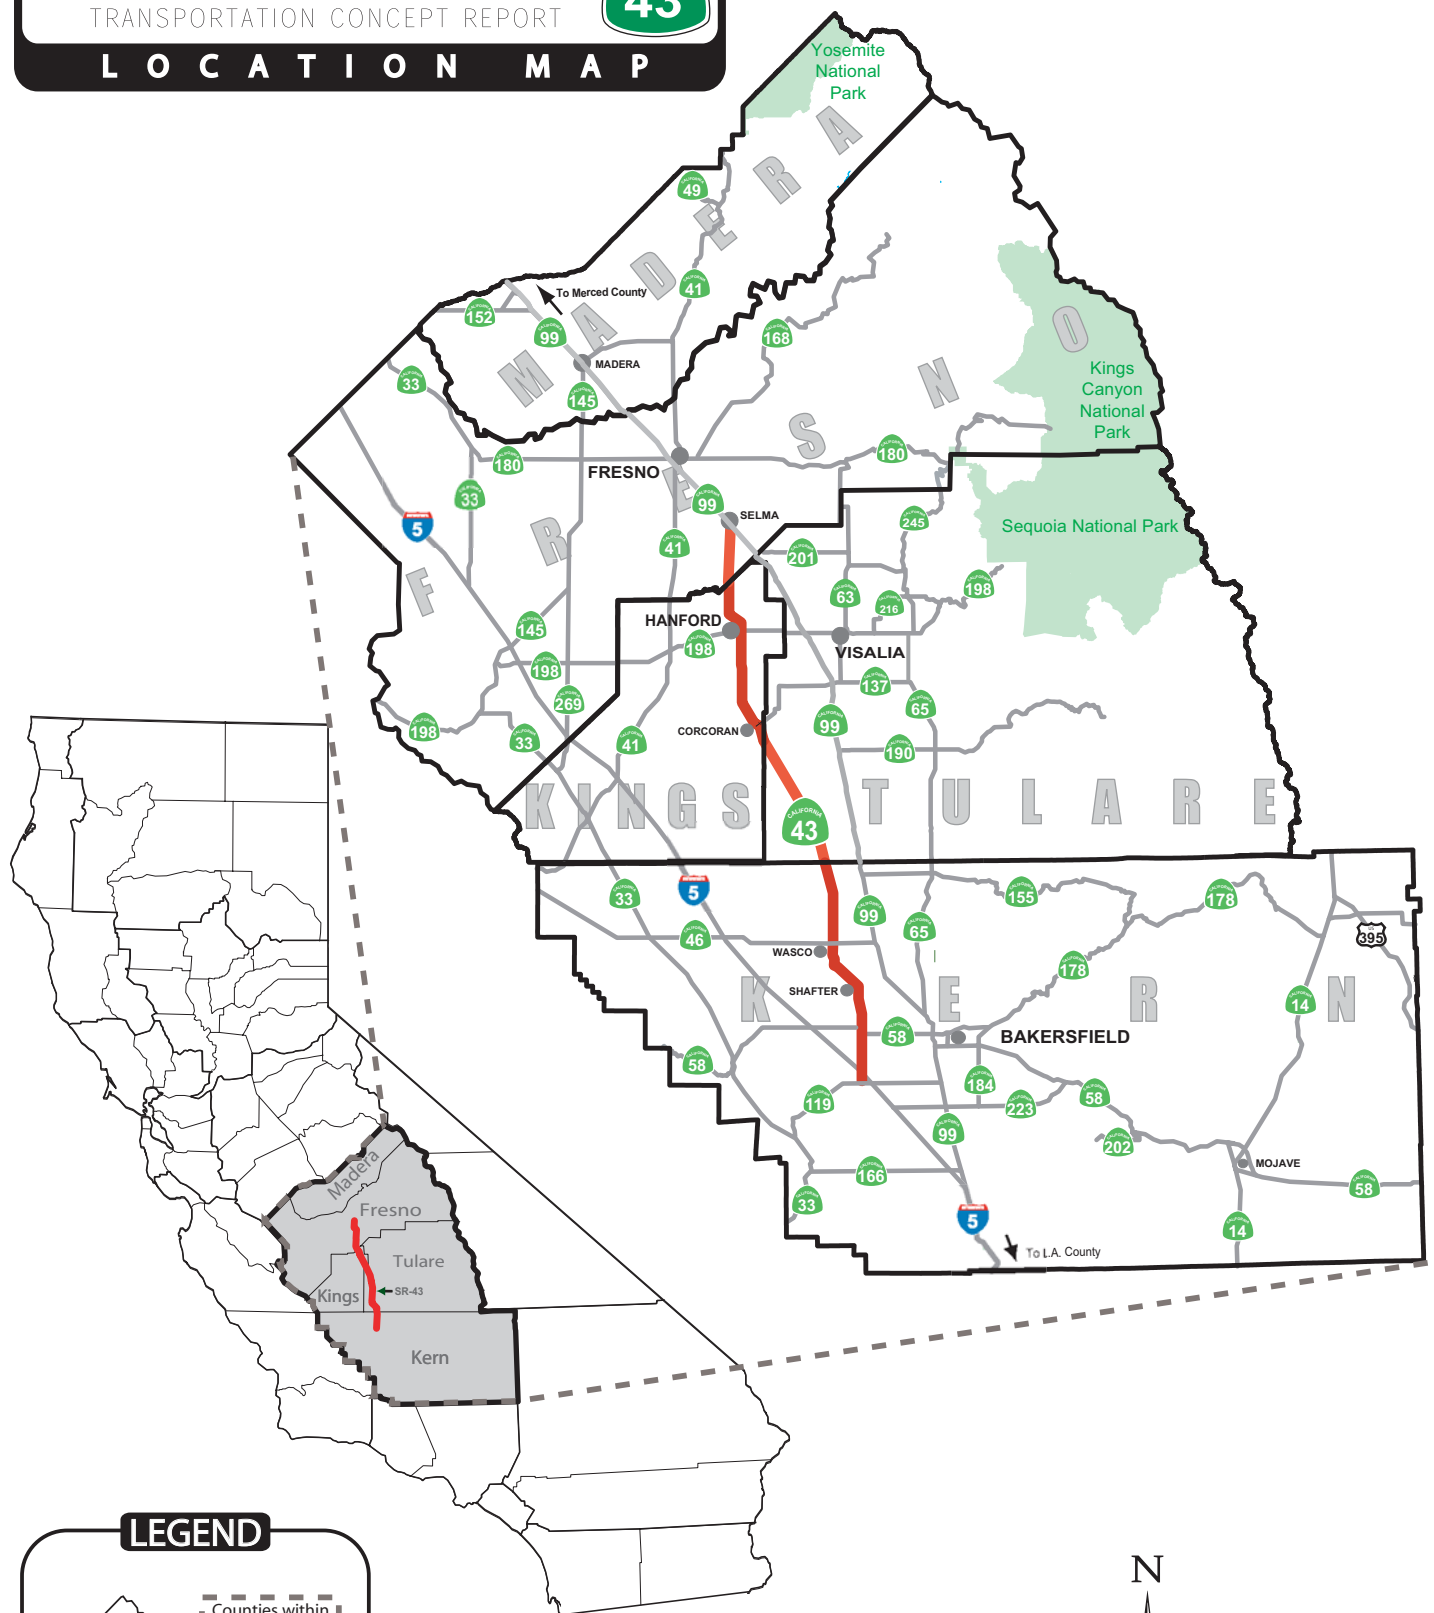 43
TRANSPORTATION CONCEPT REPORT
LOCATION MAP
Yosemite
National
Park
MADERA
49
41
To Merced County
152
99
168
MADERA
33
145
Kings
Canyon
National
Park
FRESNO
180
180
FRESNO
33
99
SELMA
5
41
245
Sequoia National Park
201
63
216
198
HANFORD
145
198
VISALIA
198
137
269
65
198
33
41
CORCORAN
99
190
KINGS
TULARE
CALIFORNIA
43
33
5
155
178
99
46
65
395
WASCO
178
SHAFTER
KERN
14
58
BAKERSFIELD
58
184
119
223
58
99
202
166
MOJAVE
33
58
5
14
To L.A. County
Madera
Fresno
Tulare
Kings
SR-43
Kern
LEGEND
Counties within
N